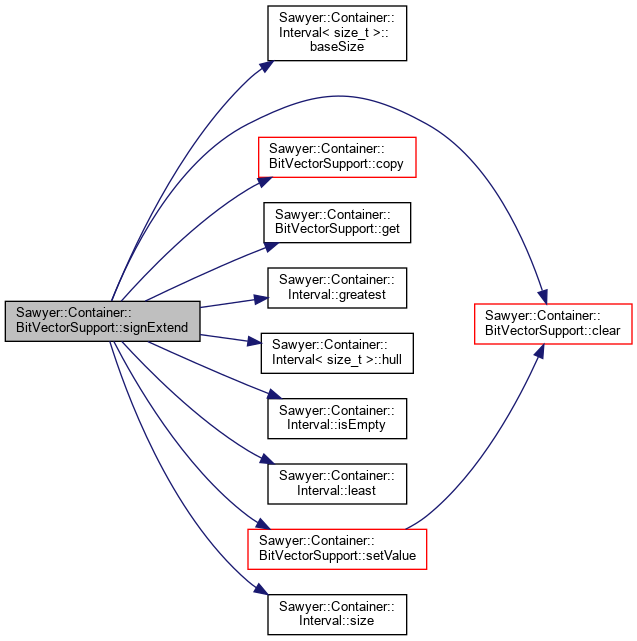 Sawyer::Container::
Interval< size_t >::
baseSize
Sawyer::Container::
BitVectorSupport::copy
Sawyer::Container::
BitVectorSupport::get
Sawyer::Container::
Interval::greatest
Sawyer::Container::
BitVectorSupport::signExtend
Sawyer::Container::
BitVectorSupport::clear
Sawyer::Container::
Interval< size_t >::hull
Sawyer::Container::
Interval::isEmpty
Sawyer::Container::
Interval::least
Sawyer::Container::
BitVectorSupport::setValue
Sawyer::Container::
Interval::size